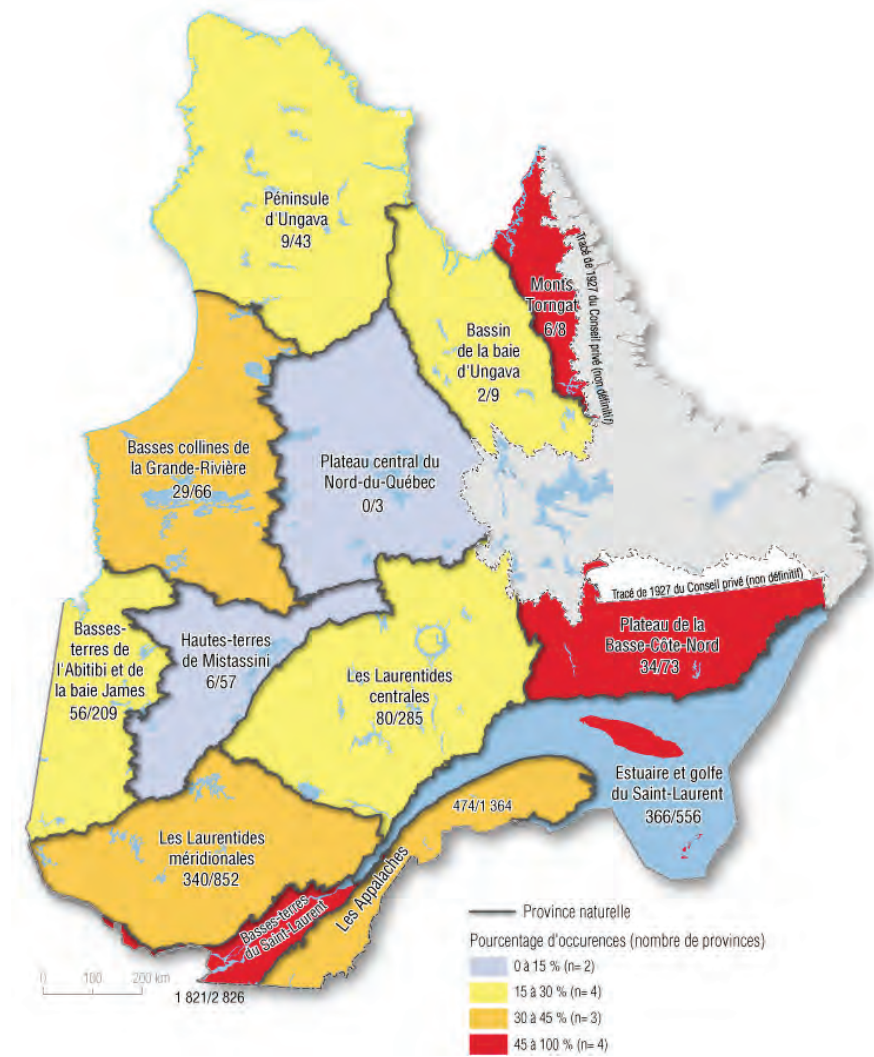 Péninsule
d'Ungava
9/43
Monts
Torngat
6/8
Tracé de 1927 du Conseil privé (non définitif)
Bassin
de la baie
d'Ungava
2/9
Basses collines de
la Grande-Rivière
29/66
Plateau central du
Nord-du-Québec
0/3
Tracé de 1927 du Conseil privé (non définitif)
Plateau de la
Basse-Côte-Nord
34/73
Basses-
terres de
l'Abitibi et de
la baie James
56/209
Hautes-terres
de Mistassini
6/57
Les Laurentides
centrales
80/285
Estuaire et golfe
du Saint-Laurent
366/556
474/1 364
Les Appalaches
Les Laurentides
méridionales
340/852
Basses-terres
du Saint-Laurent
1 821/2 826
0 100 200 km
Province naturelle
Pourcentage d'occurences (nombre de provinces)
0 à 15 % (n= 2)
15 à 30 % (n= 4)
30 à 45 % (n= 3)
45 à 100 % (n= 4)